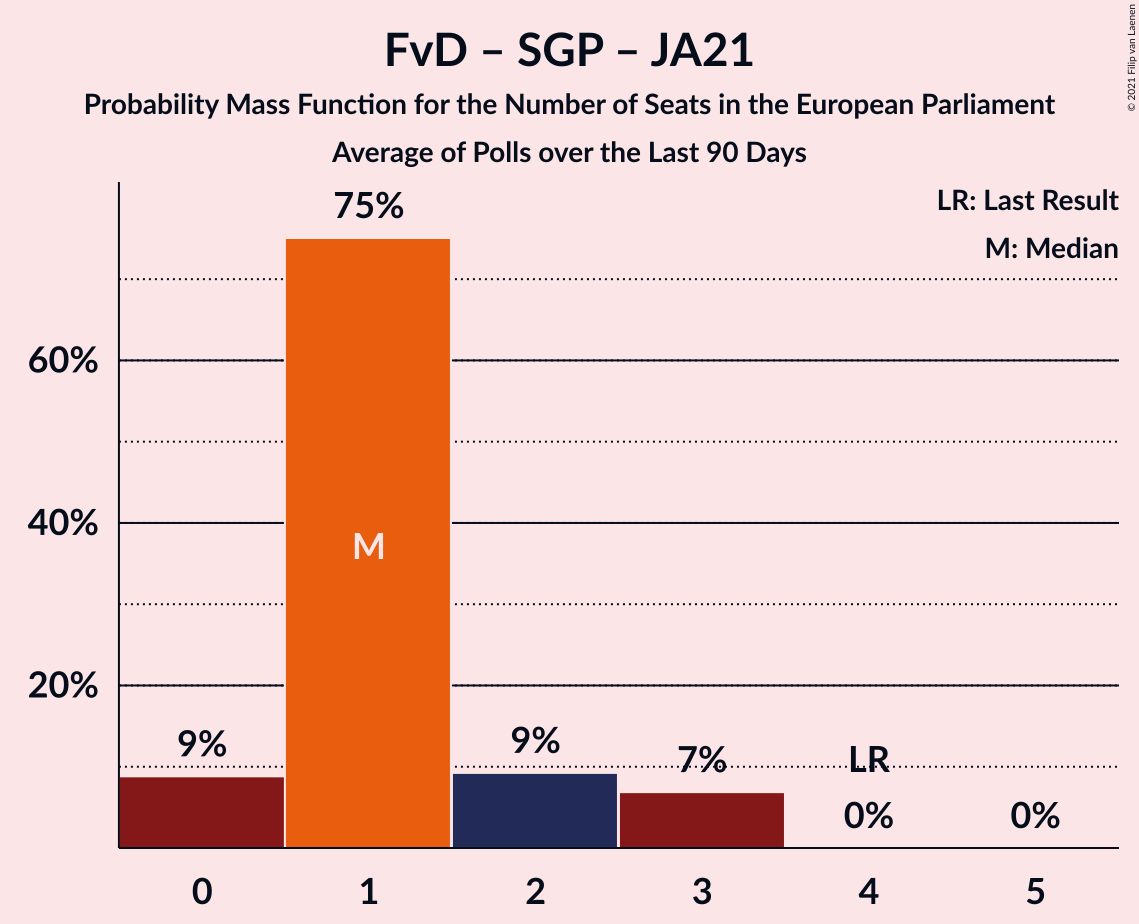 FvD – SGP – JA21
Probability Mass Function for the Number of Seats in the European Parliament
Average of Polls over the Last 90 Days
© 2021 Filip van Laenen
LR: Last Result
M: Median
75%
60%
40%
20%
M
9%
9%
7%
LR
0%
0%
0
1
2
3
4
5